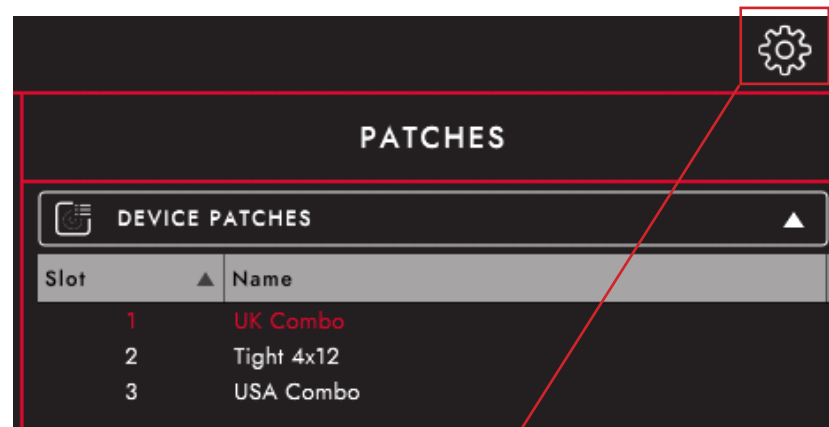 PATCHES
DEVICE PATCHES
Slot Name
1 UK Combo
2 Tight 4x12
3 USA Combo